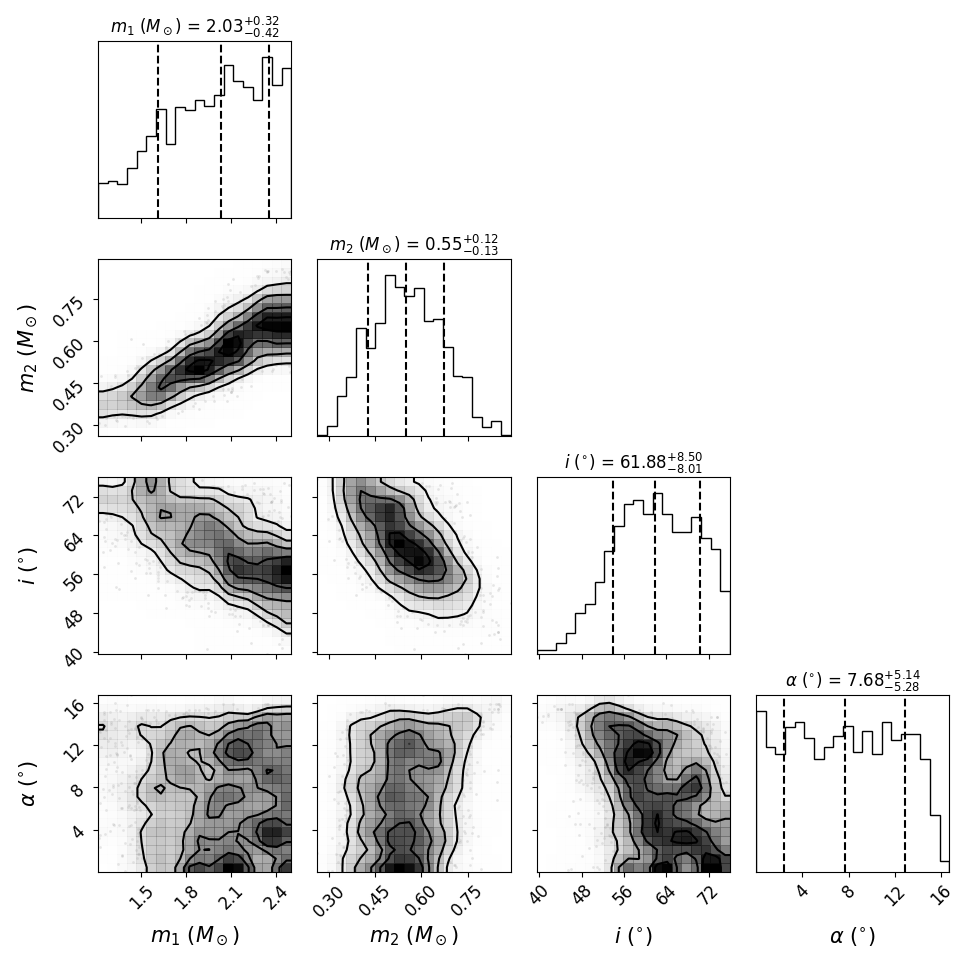 m₁ (M⊙) = 2.03+0.32−0.42
m₂ (M⊙) = 0.55+0.12−0.13
m₂ (M⊙)
0.75
0.60
0.45
0.30
i (°) = 61.88+8.50−8.01
i (°)
72
64
56
48
40
α (°) = 7.68+5.14−5.28
α (°)
16
12
8
4
1.5 1.8 2.1 2.4
0.30 0.45 0.60 0.75
40 48 56 64 72
4 8 12 16
m₁ (M⊙) m₂ (M⊙) i (°) α (°)